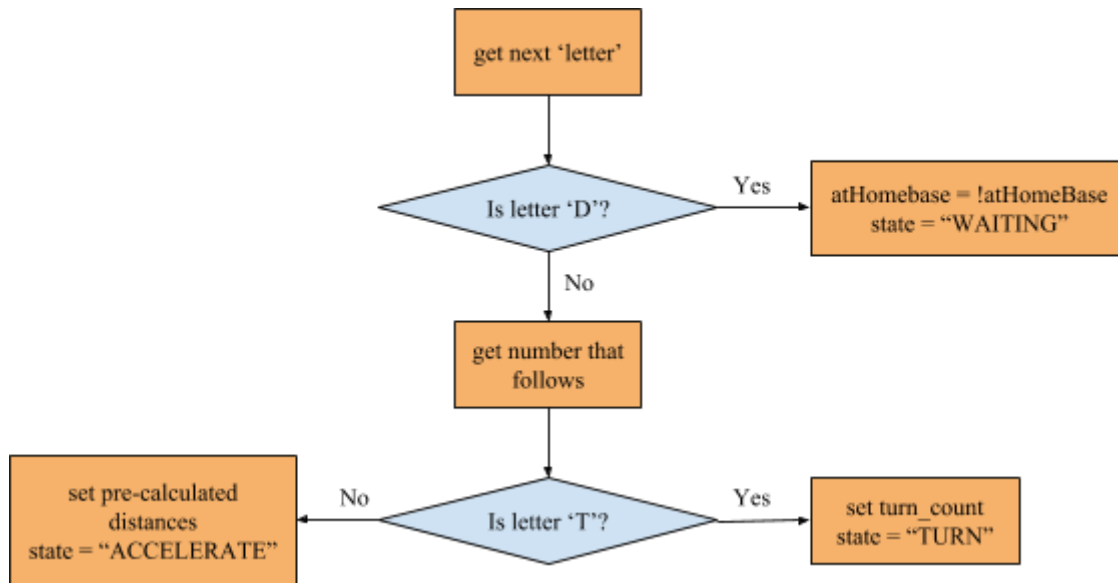 get next ‘letter’
Is letter ‘D’?
Yes
atHomebase = !atHomeBase
state = “WAITING”
No
get number that
follows
Is letter ‘T’?
No
set pre-calculated
distances
state = “ACCELERATE”
Yes
set turn_count
state = “TURN”